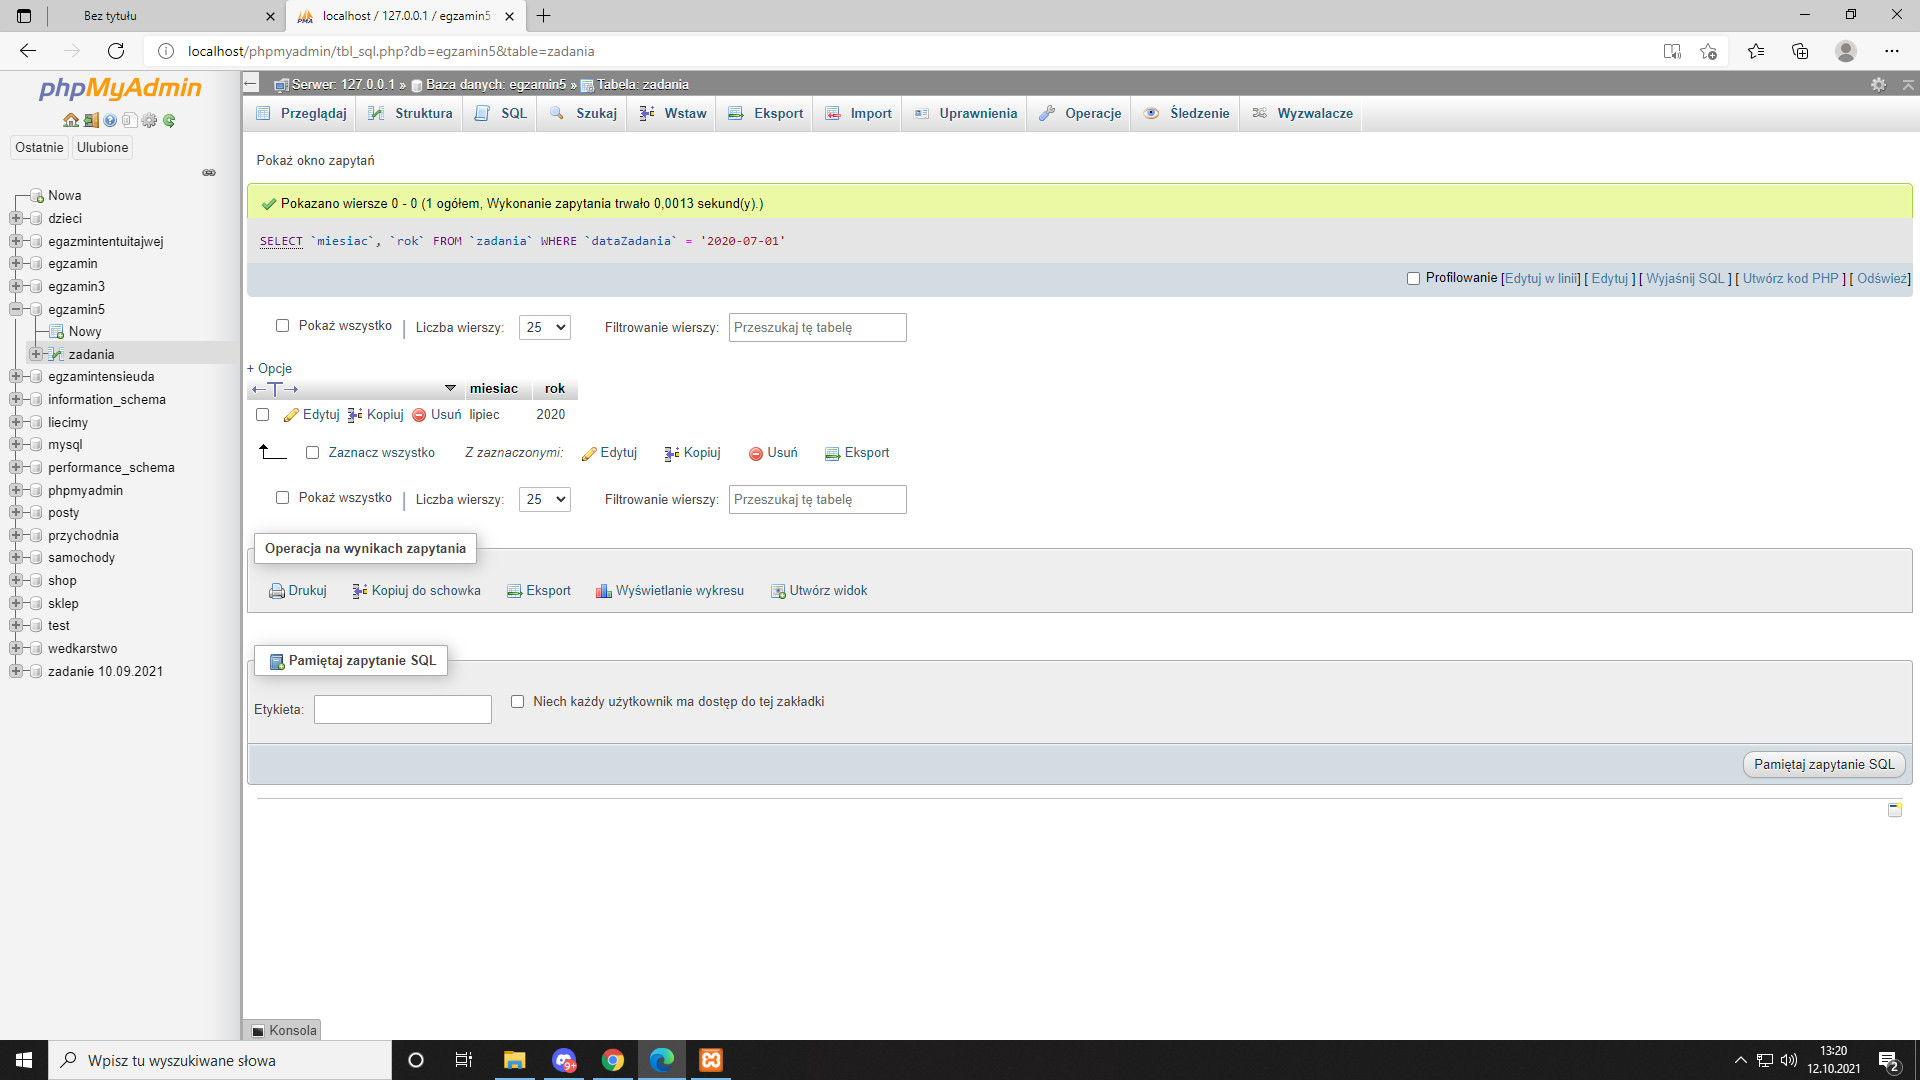 Bez tytułu
localhost / 127.0.0.1 / egzamin5
localhost/phpmyadmin/tbl_sql.php?db=egzamin5&table=zadania
phpMyAdmin
Ostatnie
Ulubione
Nowa
dzieci
egazmintentuitajwej
egzamin
egzamin3
egzamin5
Nowy
zadania
egzamintensieuda
information_schema
liecimy
mysql
performance_schema
phpmyadmin
posty
przychodnia
samochody
shop
sklep
test
wedkarstwo
zadanie 10.09.2021
Serwer: 127.0.0.1 » Baza danych: egzamin5 » Tabela: zadania
Przeglądaj Struktura SQL Szukaj Wstaw Eksport Import Uprawnienia Operacje Śledzenie Wyzwalacze
Pokaż okno zapytań
Pokazano wiersze 0 - 0 (1 ogółem, Wykonanie zapytania trwało 0,0013 sekund(y).)
SELECT `miesiac`, `rok` FROM `zadania` WHERE `dataZadania` = '2020-07-01'
Profilowanie [Edytuj w linii] [ Edytuj ] [ Wyjaśnij SQL ] [ Utwórz kod PHP ] [ Odśwież]
Pokaż wszystko | Liczba wierszy: 25 Filtrowanie wierszy: Przeszukaj tę tabelę
+ Opcje
←T→ miesiac rok
Edytuj Kopiuj Usuń lipiec 2020
Zaznacz wszystko Z zaznaczonymi: Edytuj Kopiuj Usuń Eksport
Pokaż wszystko | Liczba wierszy: 25 Filtrowanie wierszy: Przeszukaj tę tabelę
Operacja na wynikach zapytania
Drukuj Kopiuj do schowka Eksport Wyświetlanie wykresu Utwórz widok
Pamiętaj zapytanie SQL
Etykieta: Niech każdy użytkownik ma dostęp do tej zakładki
Pamiętaj zapytanie SQL
Konsola
Wpisz tu wyszukiwane słowa
9+
13:20
12.10.2021
2